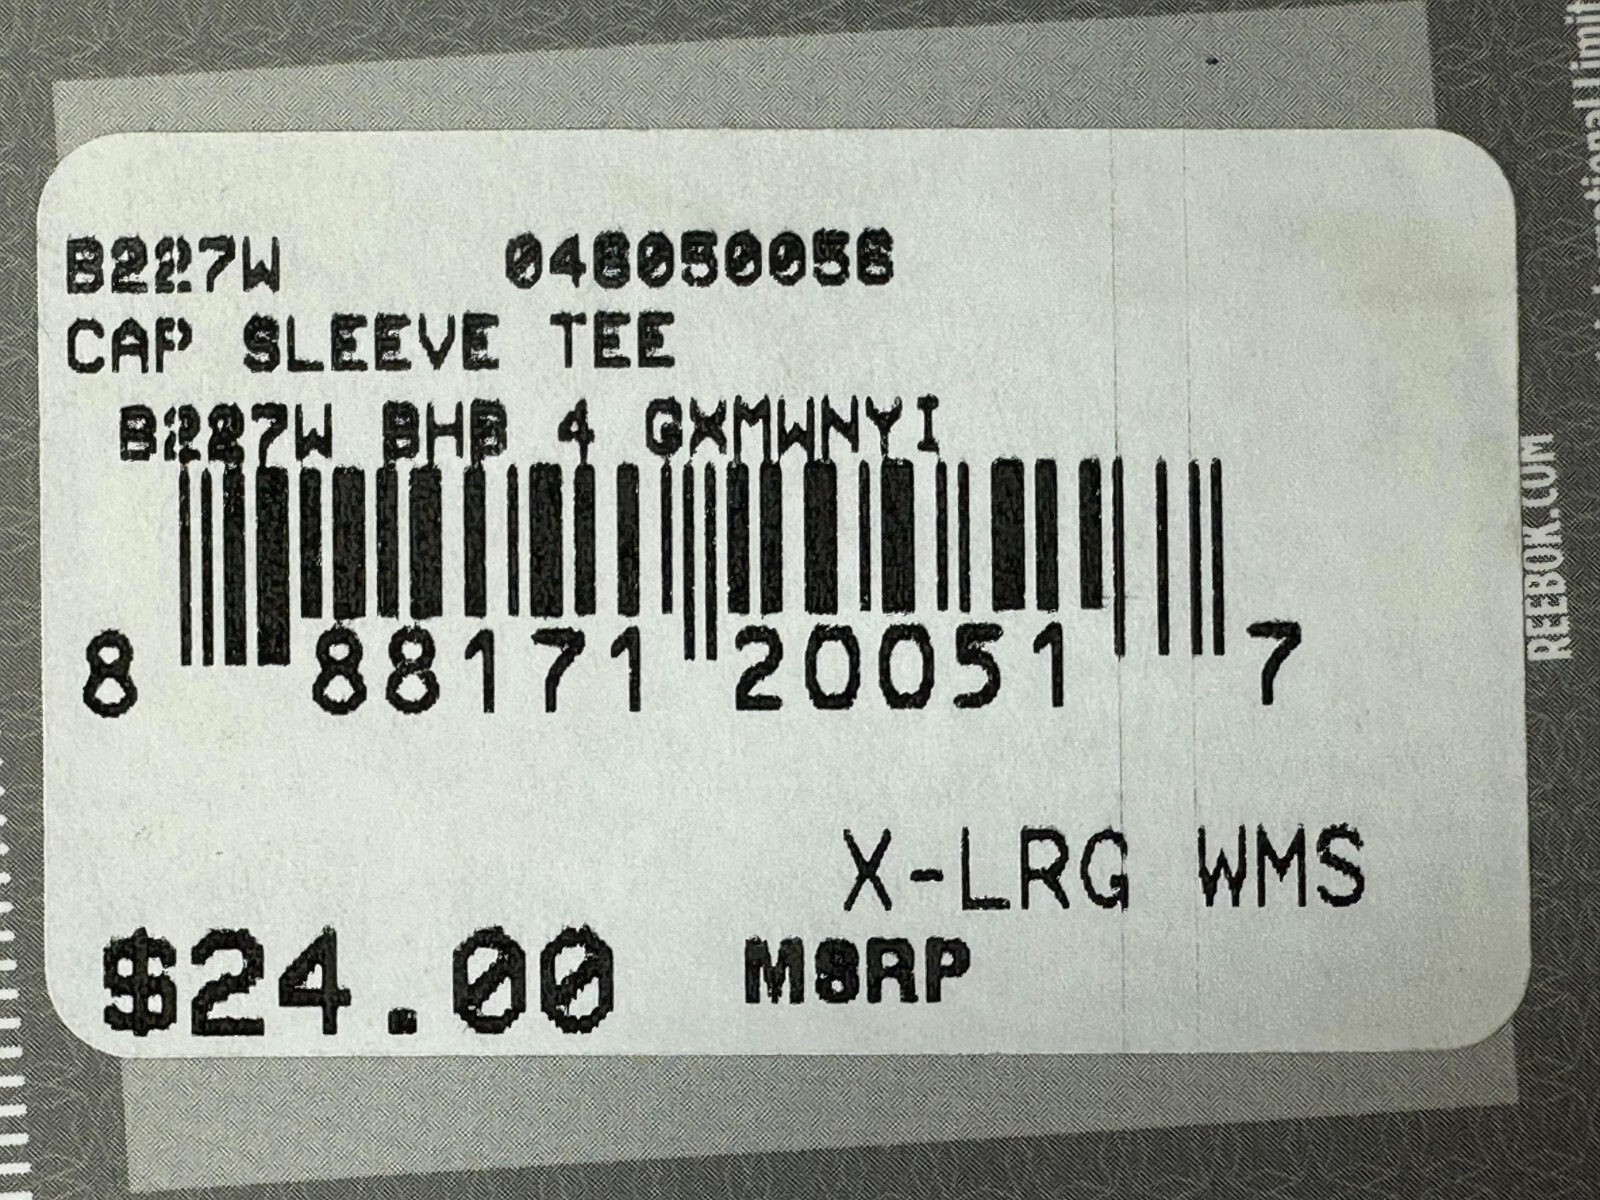 B227W 048050056
CAP SLEEVE TEE
B227W BHB 4 GXMWNYI
8 88171 20051 7
X-LRG WMS
$24.00 MSRP
REEBOK.COM